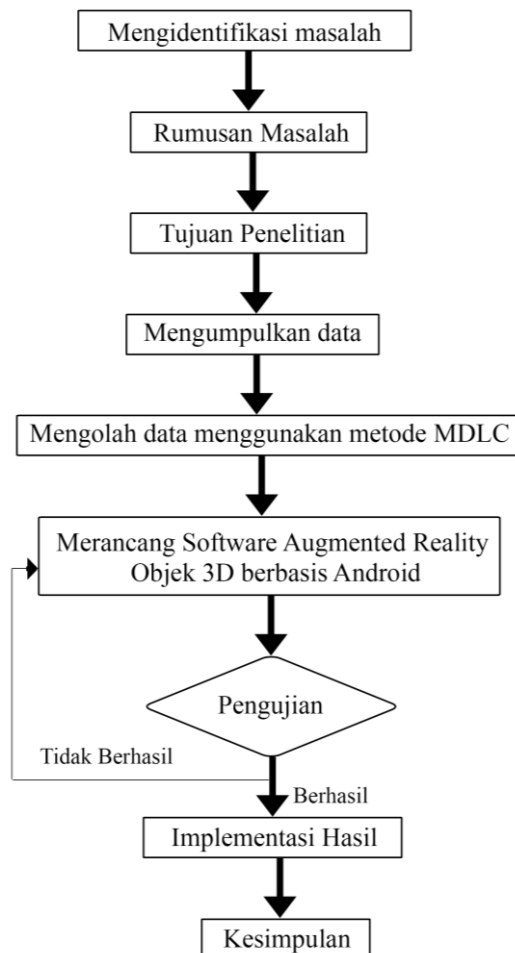 Mengidentifikasi masalah
Rumusan Masalah
Tujuan Penelitian
Mengumpulkan data
Mengolah data menggunakan metode MDLC
Merancang Software Augmented Reality
Objek 3D berbasis Android
Pengujian
Tidak Berhasil
Berhasil
Implementasi Hasil
Kesimpulan